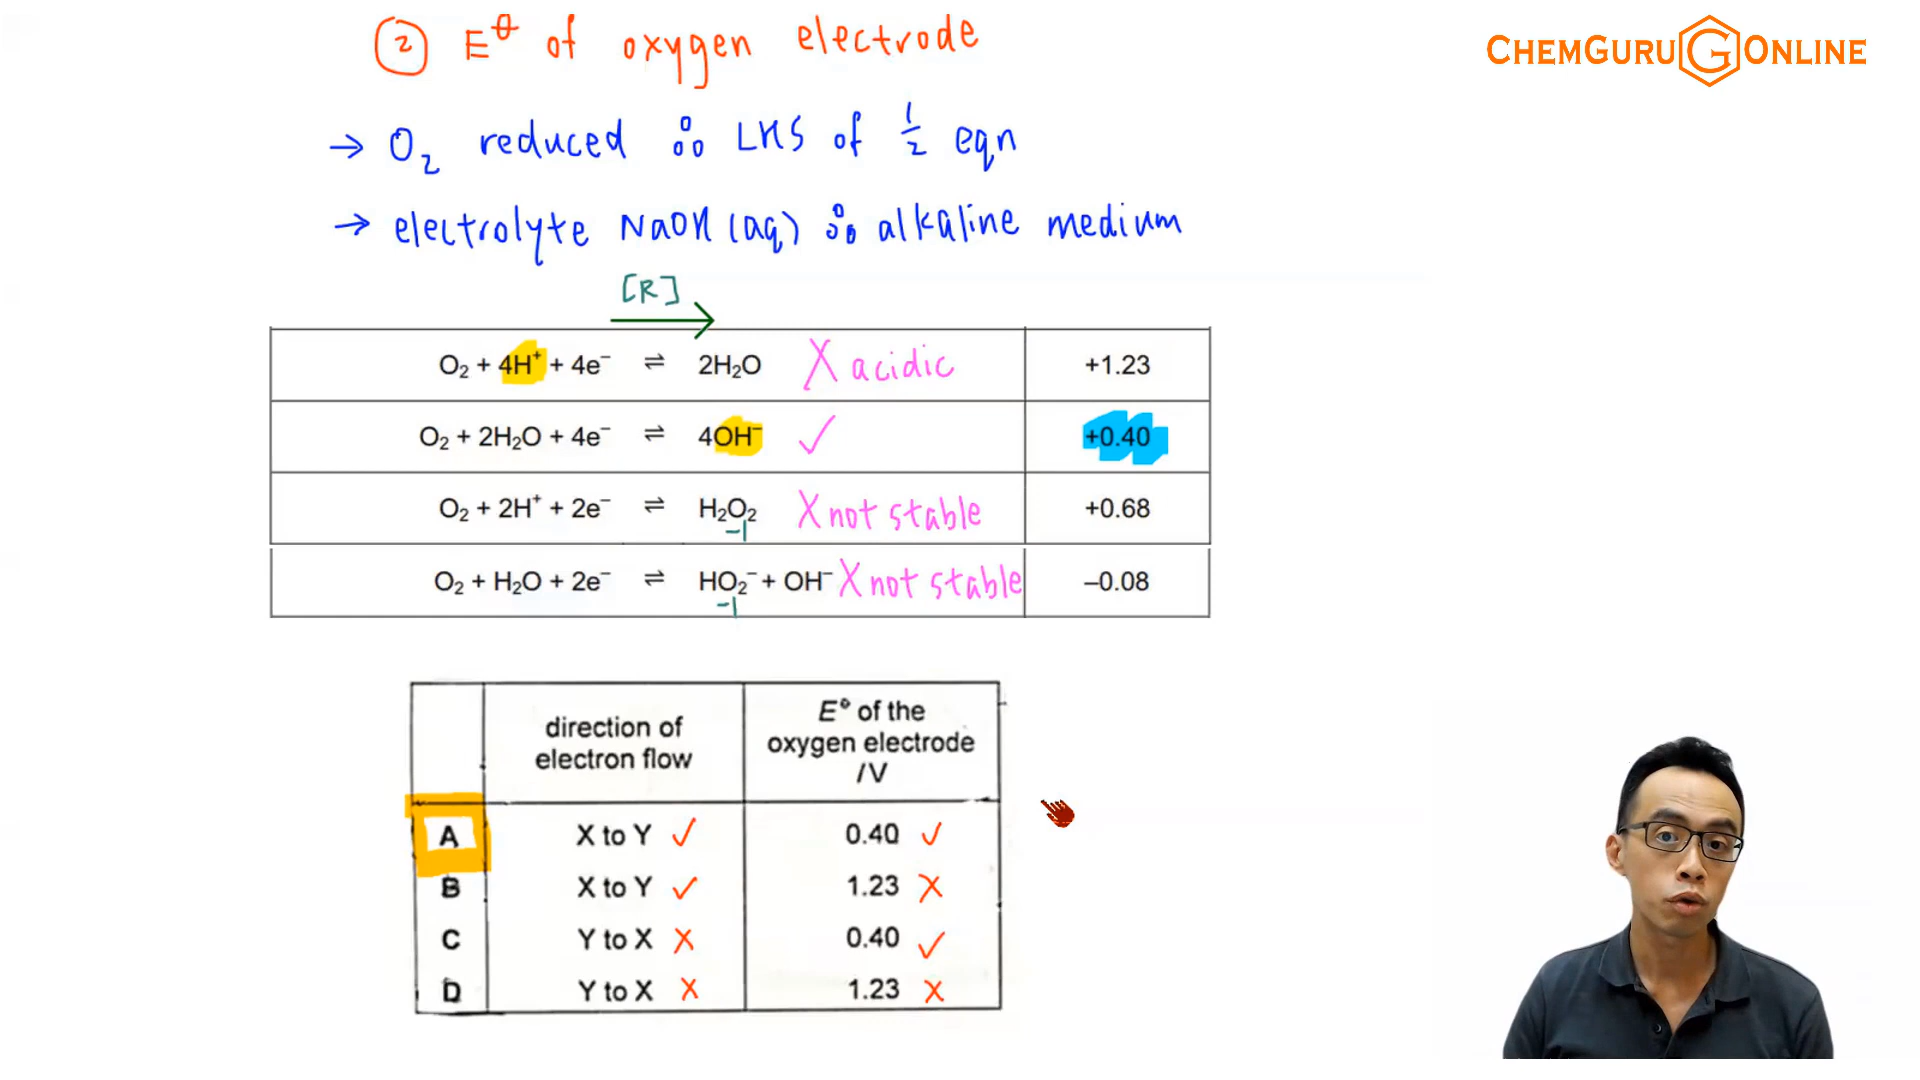 ② E⦵ of oxygen electrode
CHEMGURU G ONLINE
→ O₂ reduced ∴ LHS of ½ eqn
→ electrolyte NaOH (aq) ∴ alkaline medium
[R]
O₂ + 4H⁺ + 4e⁻ ⇌ 2H₂O X acidic +1.23
O₂ + 2H₂O + 4e⁻ ⇌ 4OH⁻ ✓ +0.40
O₂ + 2H⁺ + 2e⁻ ⇌ H₂O₂ X not stable +0.68
-1
O₂ + H₂O + 2e⁻ ⇌ HO₂⁻ + OH⁻ X not stable –0.08
-1
direction of
electron flow
E° of the
oxygen electrode
/V
A X to Y ✓ 0.40 ✓
B X to Y ✓ 1.23 X
C Y to X X 0.40 ✓
D Y to X X 1.23 X